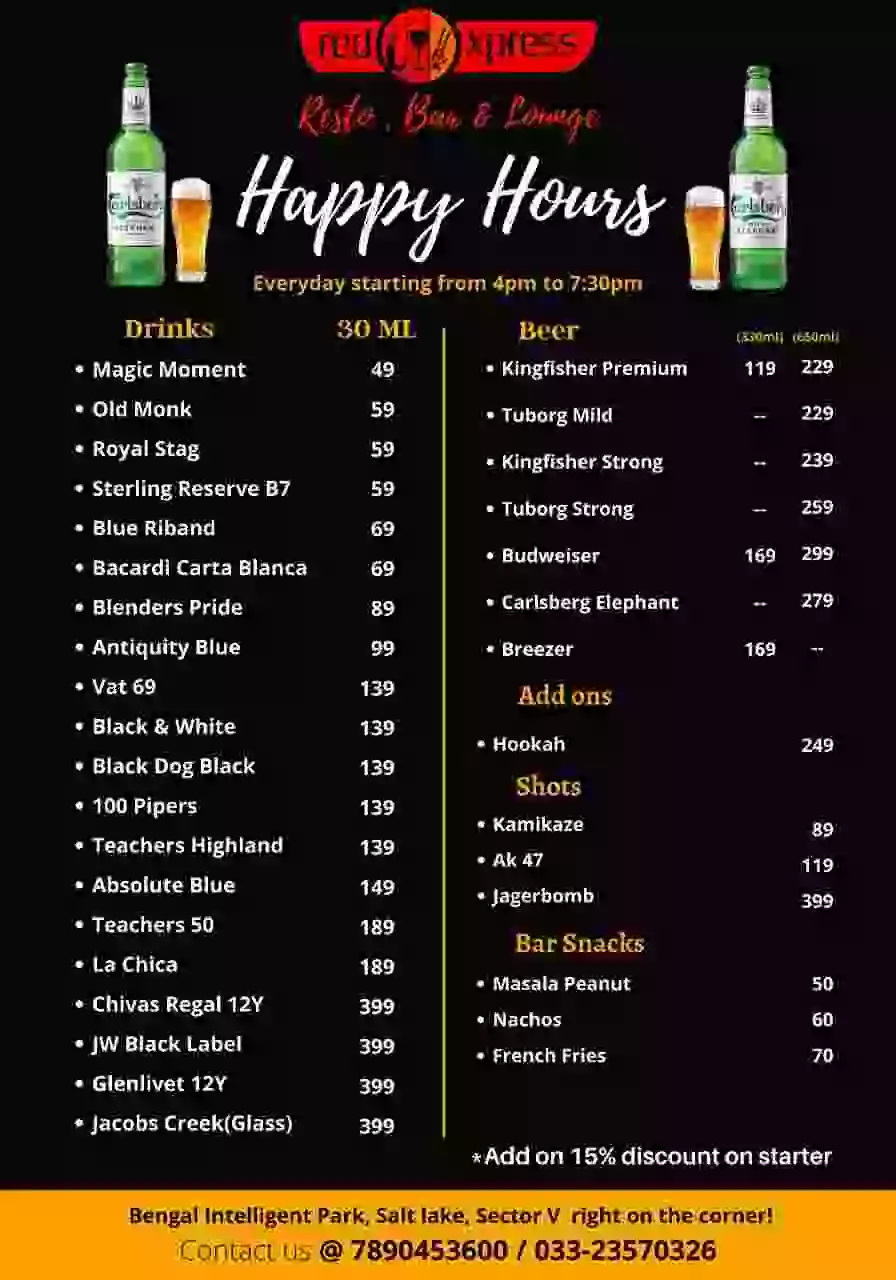 red xpress
Resto , Bar & Lounge
Happy Hours
Everyday starting from 4pm to 7:30pm
Carlsberg
Carlsberg
Drinks 30 ML
• Magic Moment 49
• Old Monk 59
• Royal Stag 59
• Sterling Reserve B7 59
• Blue Riband 69
• Bacardi Carta Blanca 69
• Blenders Pride 89
• Antiquity Blue 99
• Vat 69 139
• Black & White 139
• Black Dog Black 139
• 100 Pipers 139
• Teachers Highland 139
• Absolute Blue 149
• Teachers 50 189
• La Chica 189
• Chivas Regal 12Y 399
• JW Black Label 399
• Glenlivet 12Y 399
• Jacobs Creek(Glass) 399
Beer (330ml) (650ml)
• Kingfisher Premium 119 229
• Tuborg Mild -- 229
• Kingfisher Strong -- 239
• Tuborg Strong -- 259
• Budweiser 169 299
• Carlsberg Elephant -- 279
• Breezer 169 --
Add ons
• Hookah 249
Shots
• Kamikaze 89
• Ak 47 119
• Jagerbomb 399
Bar Snacks
• Masala Peanut 50
• Nachos 60
• French Fries 70
*Add on 15% discount on starter
Bengal Intelligent Park, Salt lake, Sector V right on the corner!
Contact us @ 7890453600 / 033-23570326